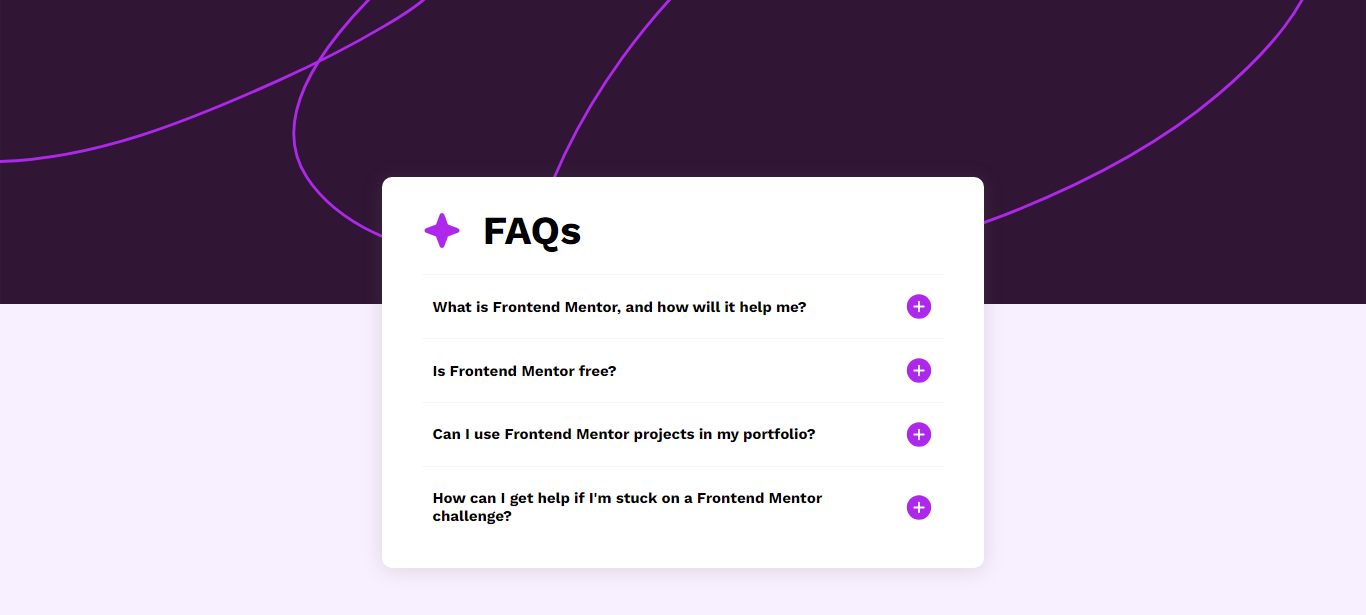 FAQs
What is Frontend Mentor, and how will it help me?
Is Frontend Mentor free?
Can I use Frontend Mentor projects in my portfolio?
How can I get help if I'm stuck on a Frontend Mentor
challenge?